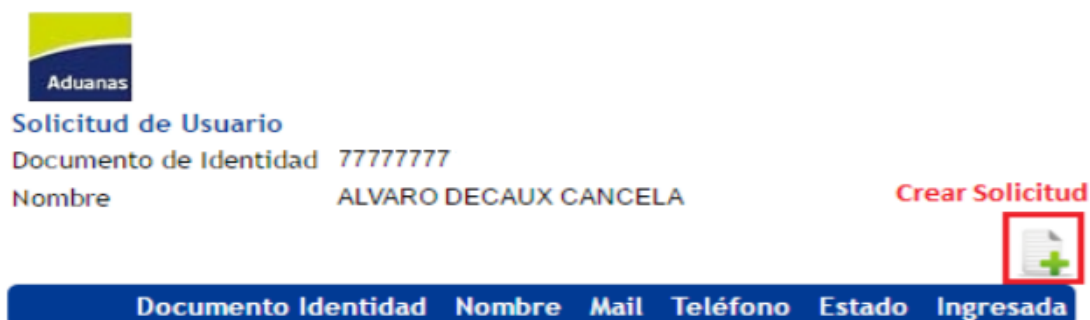 Aduanas
Solicitud de Usuario
Documento de Identidad 77777777
Nombre ALVARO DECAUX CANCELA
Crear Solicitud
Documento Identidad Nombre Mail Teléfono Estado Ingresada